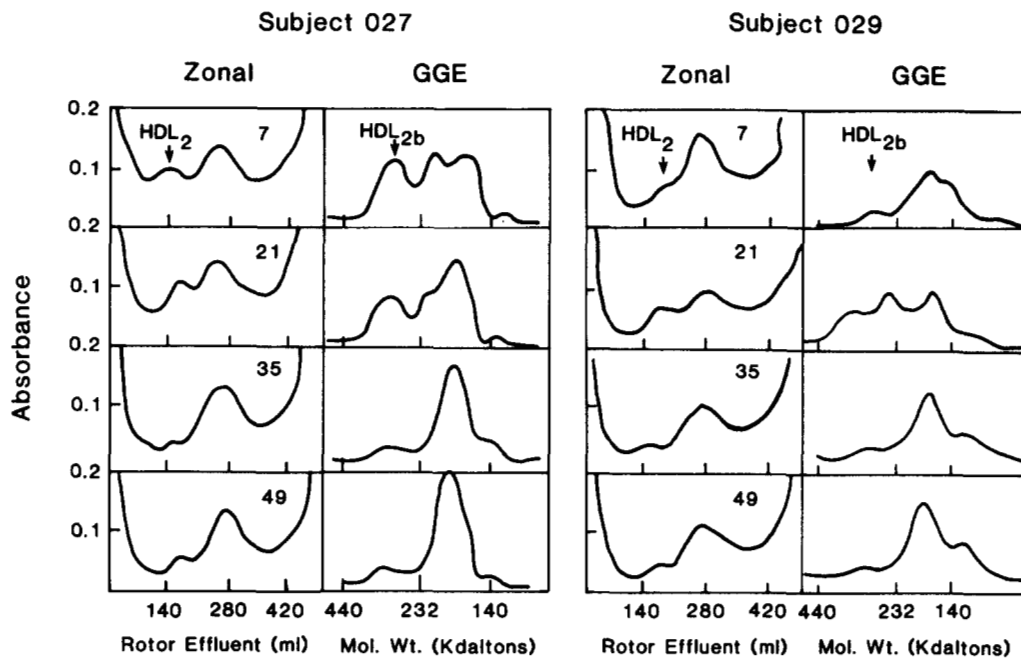 Subject 027
Subject 029
Zonal
GGE
Zonal
GGE
Absorbance
0.2
0.1
HDL2
7
HDL2b
HDL2
7
HDL2b
0.2
0.1
21
21
0.2
0.1
35
35
0.2
0.1
49
49
140 280 420 440 232 140 140 280 420 440 232 140
Rotor Effluent (ml) Mol. Wt. (Kdaltons) Rotor Effluent (ml) Mol. Wt. (Kdaltons)